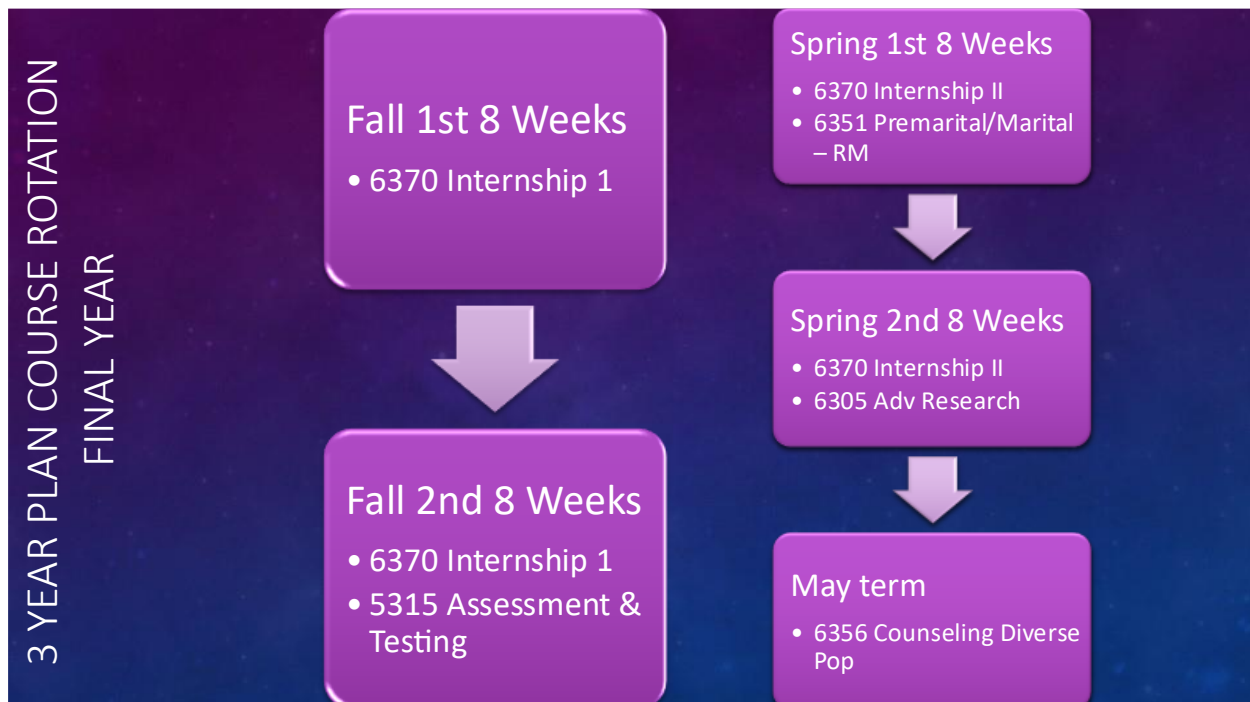 3 YEAR PLAN COURSE ROTATION
FINAL YEAR
Fall 1st 8 Weeks
• 6370 Internship 1
Fall 2nd 8 Weeks
• 6370 Internship 1
• 5315 Assessment &
Testing
Spring 1st 8 Weeks
• 6370 Internship II
• 6351 Premarital/Marital
– RM
Spring 2nd 8 Weeks
• 6370 Internship II
• 6305 Adv Research
May term
• 6356 Counseling Diverse
Pop